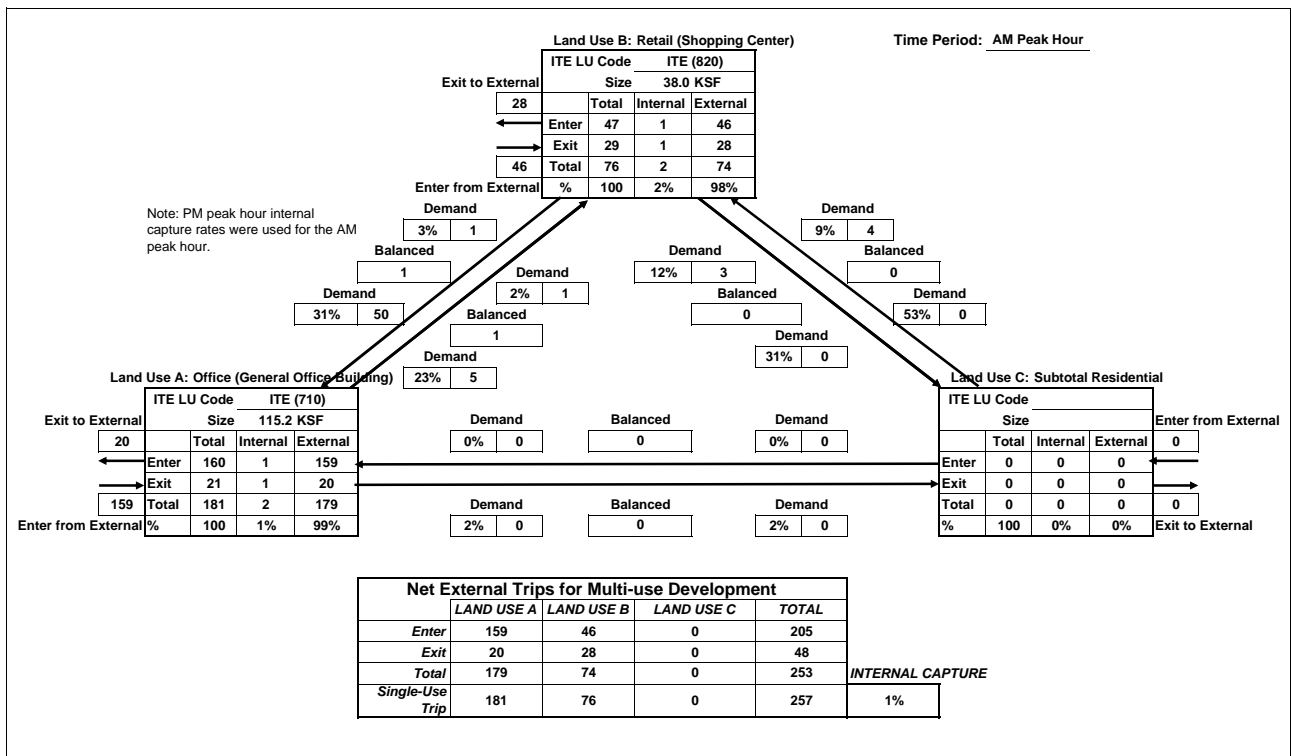 Land Use B: Retail (Shopping Center)
Time Period: AM Peak Hour
ITE LU Code ITE (820)
Exit to External Size 38.0 KSF
28 Total Internal External
Enter 47 1 46
Exit 29 1 28
46 Total 76 2 74
Enter from External % 100 2% 98%
Note: PM peak hour internal
capture rates were used for the AM
peak hour.
Demand
3% 1
Balanced
1
Demand
31% 50
Demand
2% 1
Balanced
1
Demand
23% 5
Demand
12% 3
Balanced
0
Demand
31% 0
Demand
9% 4
Balanced
0
Demand
53% 0
Land Use A: Office (General Office Building)
ITE LU Code ITE (710)
Exit to External Size 115.2 KSF
20 Total Internal External
Enter 160 1 159
Exit 21 1 20
159 Total 181 2 179
Enter from External % 100 1% 99%
Demand Balanced Demand
0% 0 0 0% 0
Demand Balanced Demand
2% 0 0 2% 0
Land Use C: Subtotal Residential
ITE LU Code
Size Enter from External
Total Internal External 0
Enter 0 0 0
Exit 0 0 0
Total 0 0 0 0
% 100 0% 0% Exit to External
Net External Trips for Multi-use Development
LAND USE A LAND USE B LAND USE C TOTAL
Enter 159 46 0 205
Exit 20 28 0 48
Total 179 74 0 253 INTERNAL CAPTURE
Single-Use
Trip 181 76 0 257 1%